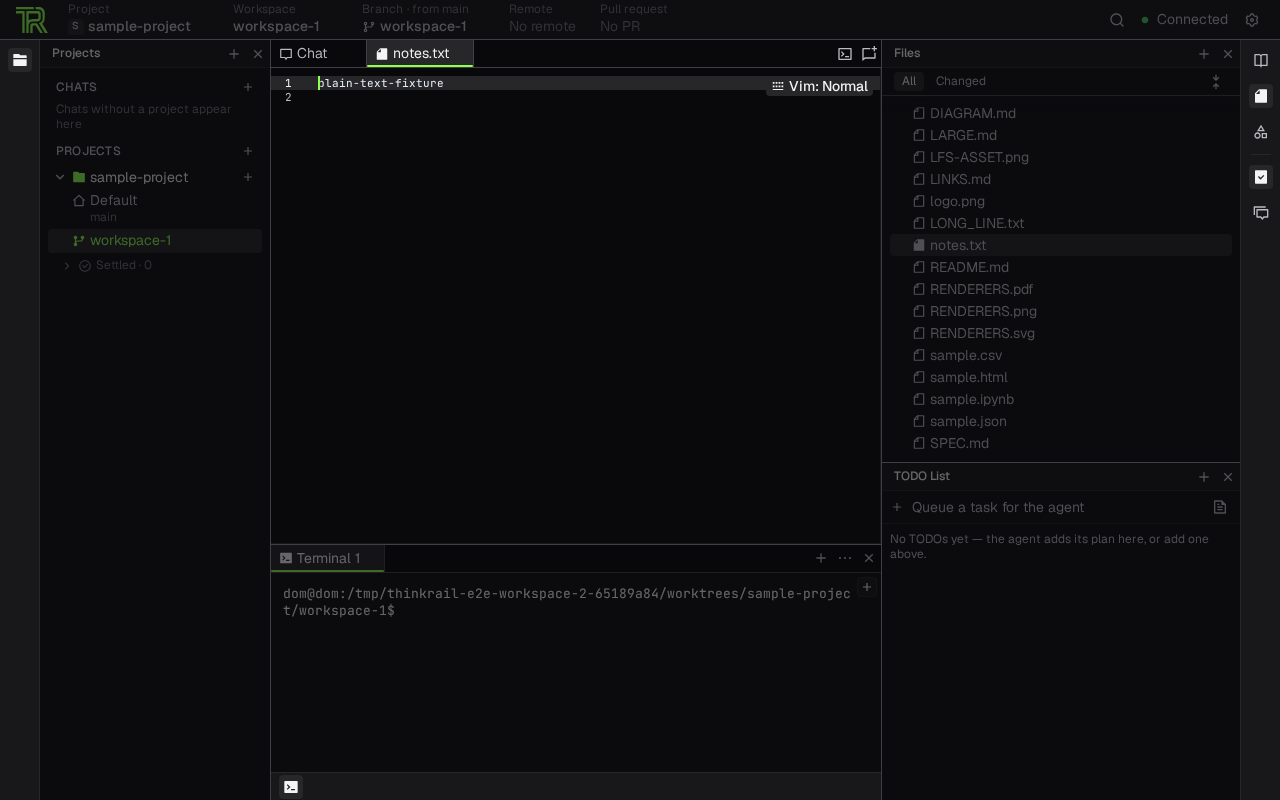 Project
S sample-project
Workspace
workspace-1
Branch · from main
workspace-1
Remote
No remote
Pull request
No PR
Connected
Projects
CHATS
Chats without a project appear
here
PROJECTS
sample-project
Default
main
workspace-1
Settled · 0
Chat
notes.txt
1 plain-text-fixture
2
Vim: Normal
Terminal 1
dom@dom:/tmp/thinkrail-e2e-workspace-2-65189a84/worktrees/sample-projec
t/workspace-1$
Files
All
Changed
DIAGRAM.md
LARGE.md
LFS-ASSET.png
LINKS.md
logo.png
LONG_LINE.txt
notes.txt
README.md
RENDERERS.pdf
RENDERERS.png
RENDERERS.svg
sample.csv
sample.html
sample.ipynb
sample.json
SPEC.md
TODO List
Queue a task for the agent
No TODOs yet — the agent adds its plan here, or add one
above.